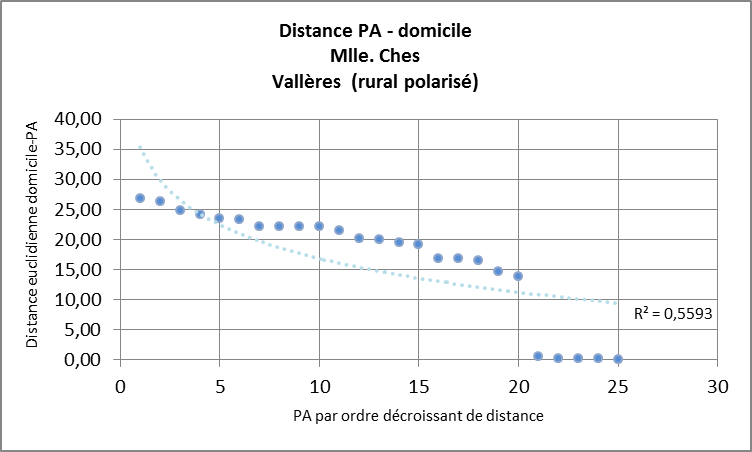 Distance PA - domicile
Mlle. Ches
Vallères (rural polarisé)
Distance euclidienne domicile-PA
40,00
35,00
30,00
25,00
20,00
15,00
10,00
5,00
0,00
R² = 0,5593
0 5 10 15 20 25 30
PA par ordre décroissant de distance